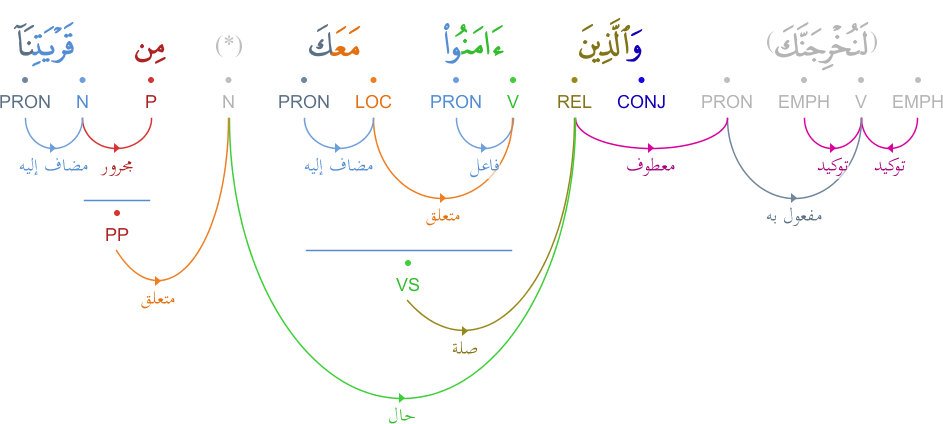 (لَنُخْرِجَنَّكَ) وَٱلَّذِينَ ءَامَنُوا۟ مَعَكَ (*) مِن قَرْيَتِنَآ
PRON N P N PRON LOC PRON V REL CONJ PRON EMPH V EMPH
توكيد توكيد معطوف فاعل مضاف إليه مجرور مضاف إليه
مفعول به متعلق
PP
VS
متعلق
صلة
حال